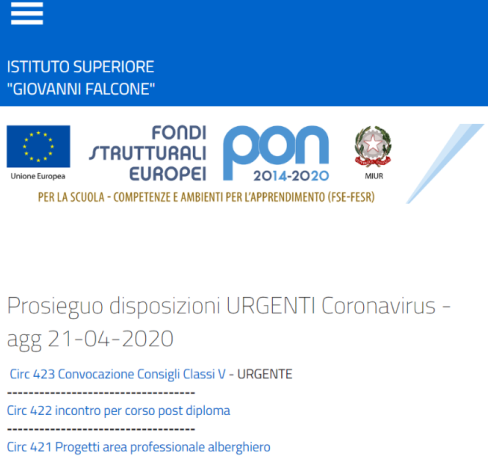 ISTITUTO SUPERIORE
"GIOVANNI FALCONE"
FONDI
STRUTTURALI
EUROPEI
pon
2014-2020
Unione Europea
MIUR
PER LA SCUOLA - COMPETENZE E AMBIENTI PER L'APPRENDIMENTO (FSE-FESR)
Prosieguo disposizioni URGENTI Coronavirus -
agg 21-04-2020
Circ 423 Convocazione Consigli Classi V - URGENTE
-----------------------------------
Circ 422 incontro per corso post diploma
-----------------------------------
Circ 421 Progetti area professionale alberghiero